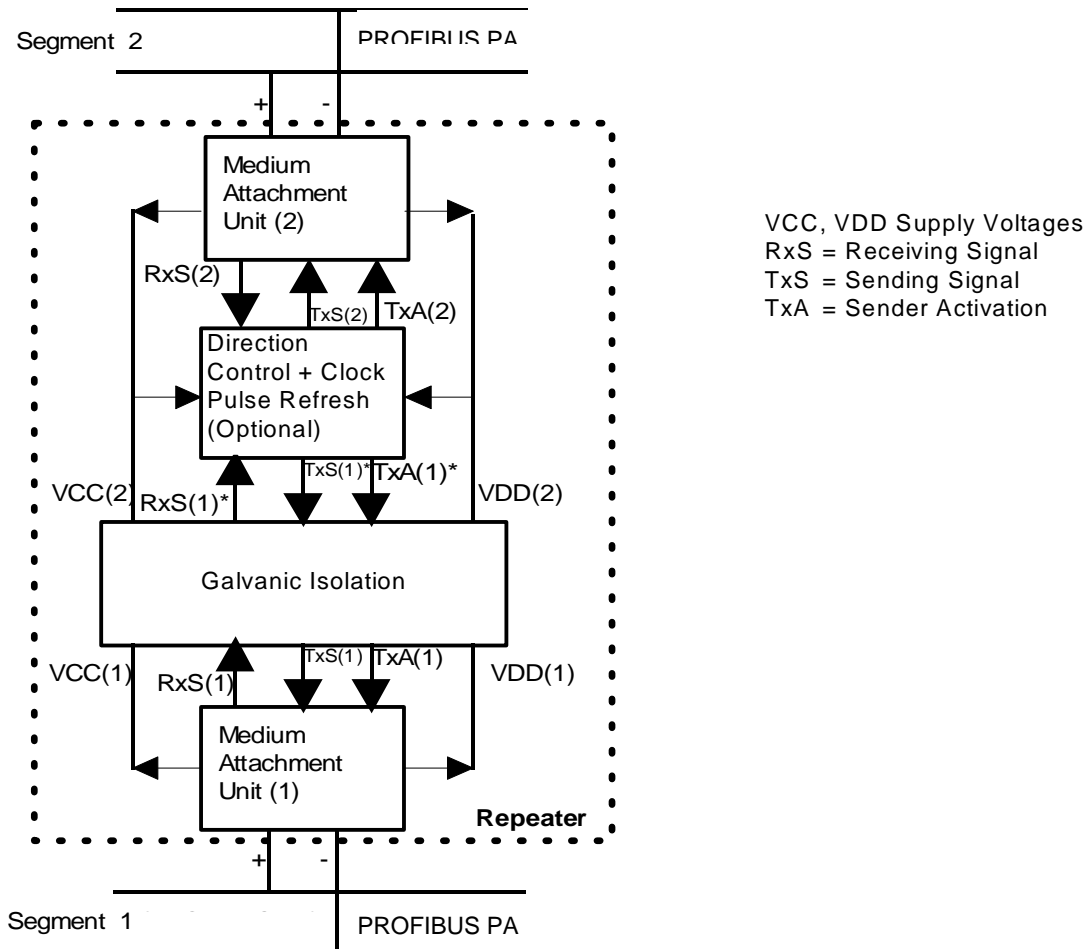 Segment 2
PROFIBUS PA
+
-
Medium
Attachment
Unit (2)
VCC, VDD Supply Voltages
RxS = Receiving Signal
TxS = Sending Signal
TxA = Sender Activation
RxS(2)
TxS(2)
TxA(2)
Direction
Control + Clock
Pulse Refresh
(Optional)
VCC(2)
RxS(1)*
TxS(1)*
TxA(1)*
VDD(2)
Galvanic Isolation
VCC(1)
RxS(1)
TxS(1)
TxA(1)
VDD(1)
Medium
Attachment
Unit (1)
Repeater
+
-
Segment 1
PROFIBUS PA